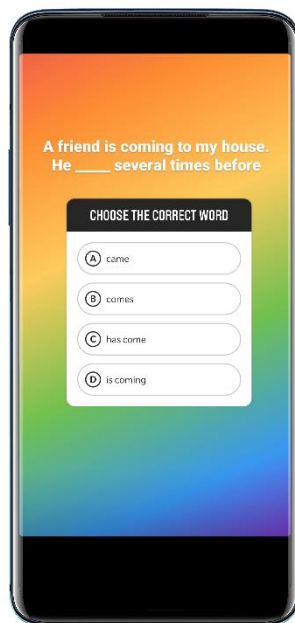 A friend is coming to my house.
He _____ several times before
CHOOSE THE CORRECT WORD
A came
B comes
C has come
D is coming